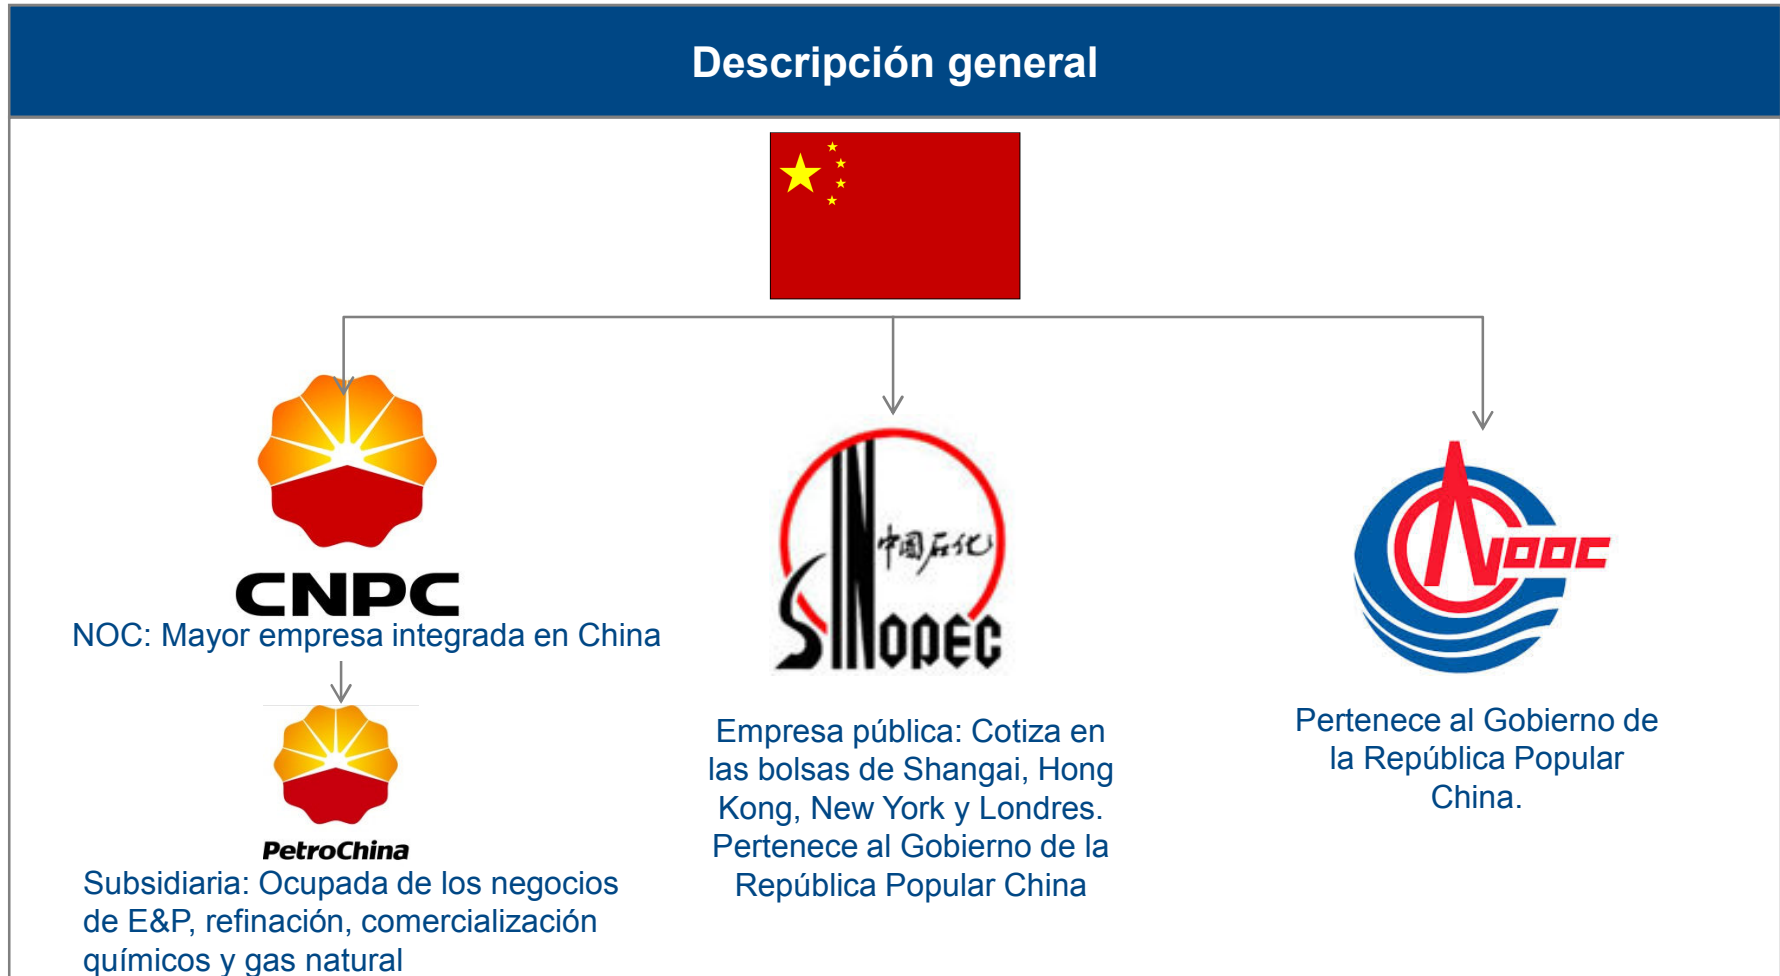 Descripción general
CNPC
NOC: Mayor empresa integrada en China
PetroChina
Subsidiaria: Ocupada de los negocios
de E&P, refinación, comercialización
químicos y gas natural
中国石化
SINOPEC
Empresa pública: Cotiza en
las bolsas de Shangai, Hong
Kong, New York y Londres.
Pertenece al Gobierno de la
República Popular China
CNOOC
Pertenece al Gobierno de
la República Popular
China.